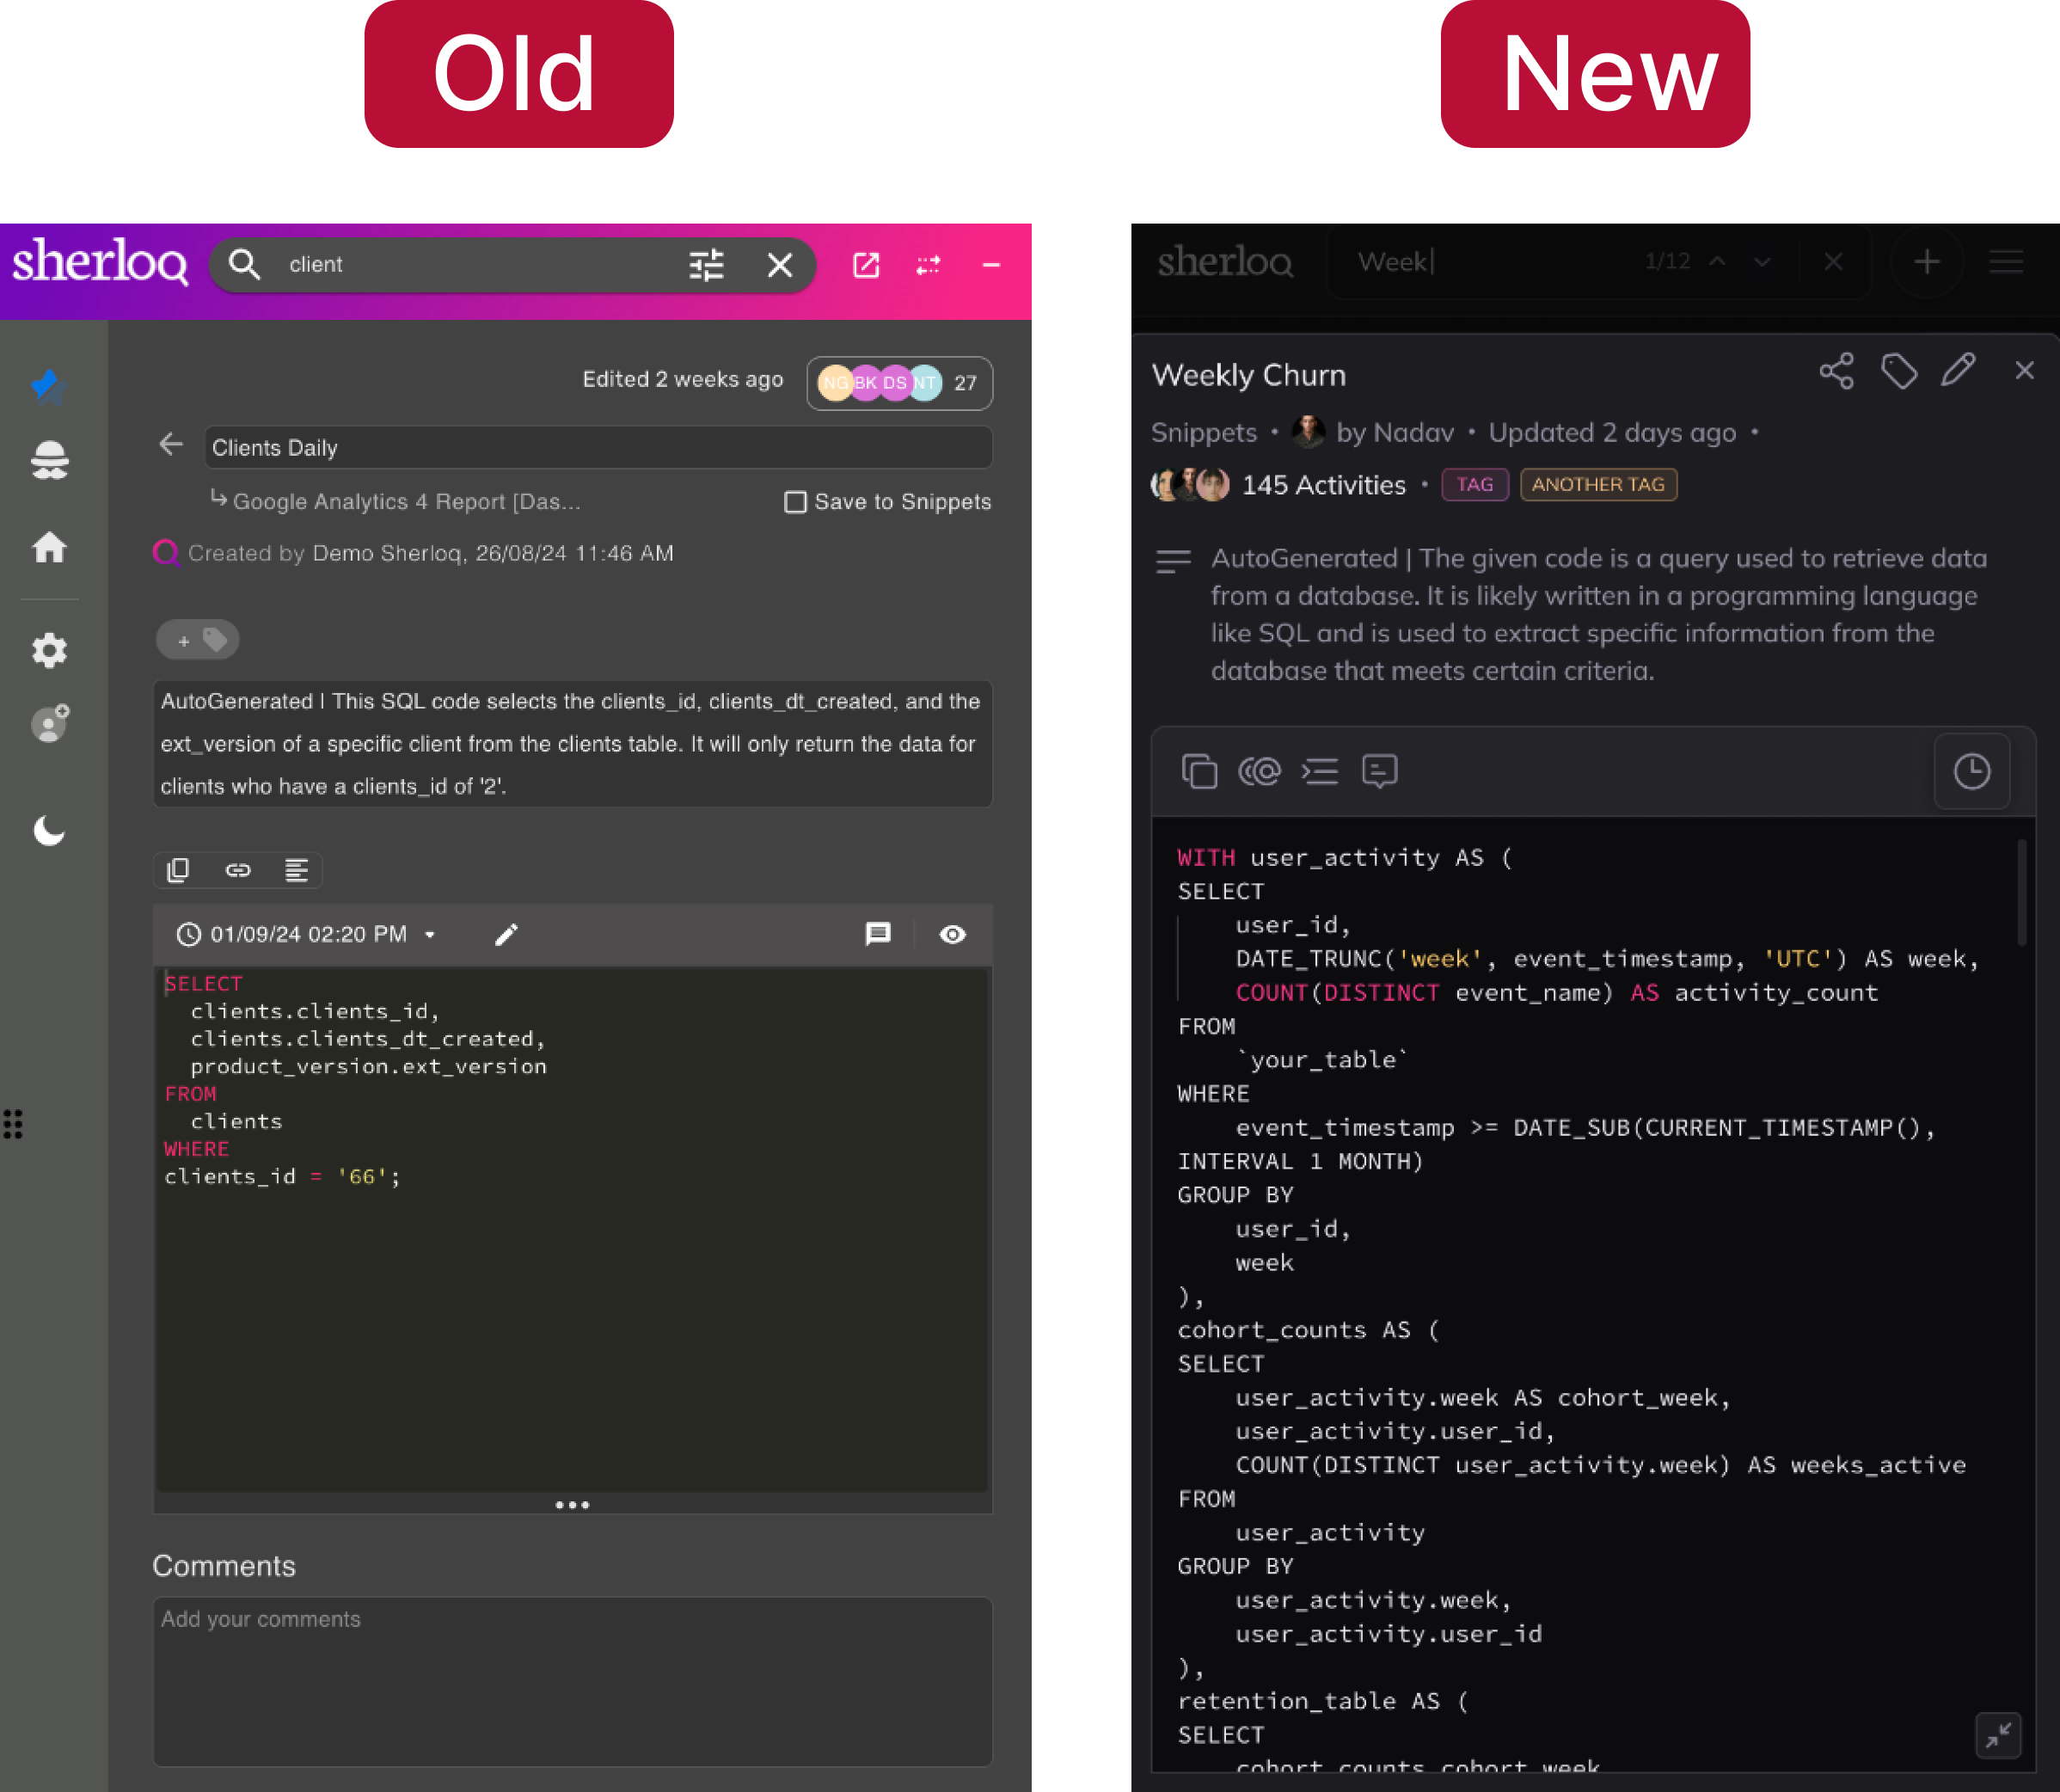 Old
New
sherloq
client
Edited 2 weeks ago
NG BK DS NT 27
Clients Daily
Google Analytics 4 Report [Das...
Save to Snippets
Created by Demo Sherloq, 26/08/24 11:46 AM
+
AutoGenerated | This SQL code selects the clients_id, clients_dt_created, and the
ext_version of a specific client from the clients table. It will only return the data for
clients who have a clients_id of '2'.
01/09/24 02:20 PM
SELECT
clients.clients_id,
clients.clients_dt_created,
product_version.ext_version
FROM
clients
WHERE
clients_id = '66';
Comments
Add your comments
sherloq
Week
1/12
Weekly Churn
Snippets • by Nadav • Updated 2 days ago •
145 Activities • TAG ANOTHER TAG
AutoGenerated | The given code is a query used to retrieve data
from a database. It is likely written in a programming language
like SQL and is used to extract specific information from the
database that meets certain criteria.
WITH user_activity AS (
SELECT
user_id,
DATE_TRUNC('week', event_timestamp, 'UTC') AS week,
COUNT(DISTINCT event_name) AS activity_count
FROM
`your_table`
WHERE
event_timestamp >= DATE_SUB(CURRENT_TIMESTAMP(),
INTERVAL 1 MONTH)
GROUP BY
user_id,
week
),
cohort_counts AS (
SELECT
user_activity.week AS cohort_week,
user_activity.user_id,
COUNT(DISTINCT user_activity.week) AS weeks_active
FROM
user_activity
GROUP BY
user_activity.week,
user_activity.user_id
),
retention_table AS (
SELECT
cohort_counts.cohort_week